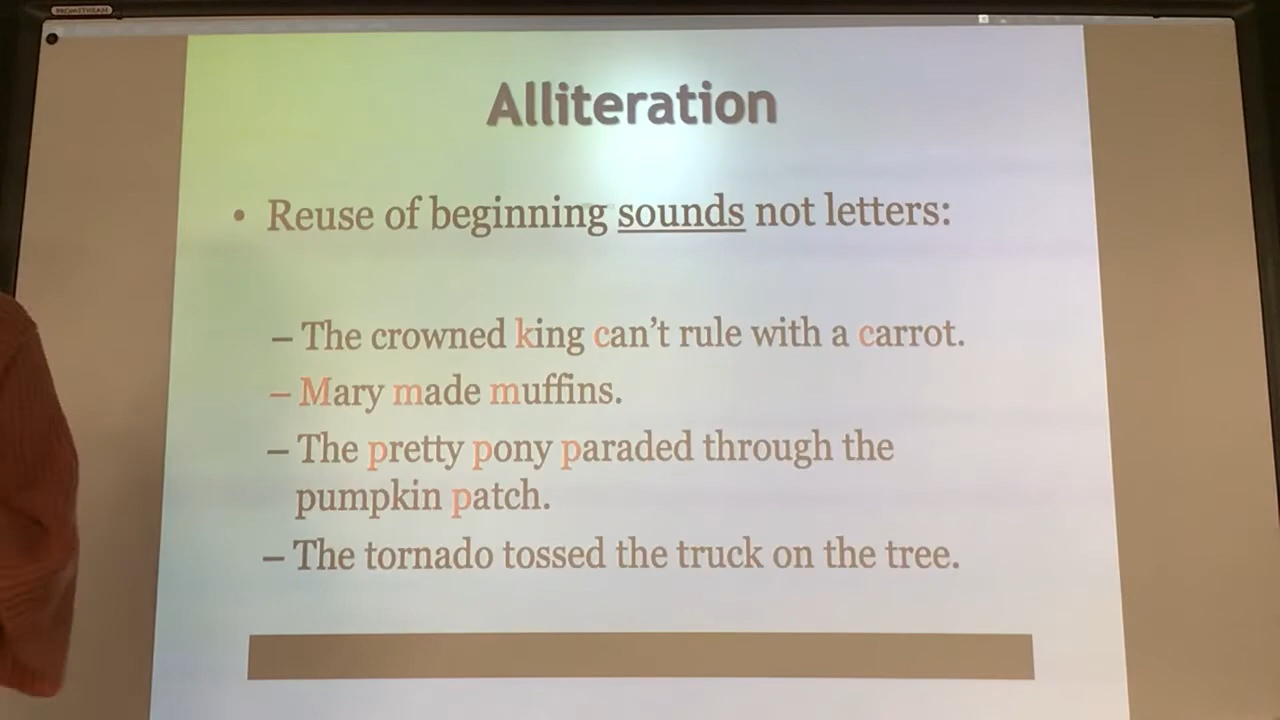 PROMETHEAN
Alliteration
• Reuse of beginning sounds not letters:
– The crowned king can’t rule with a carrot.
– Mary made muffins.
– The pretty pony paraded through the
pumpkin patch.
– The tornado tossed the truck on the tree.